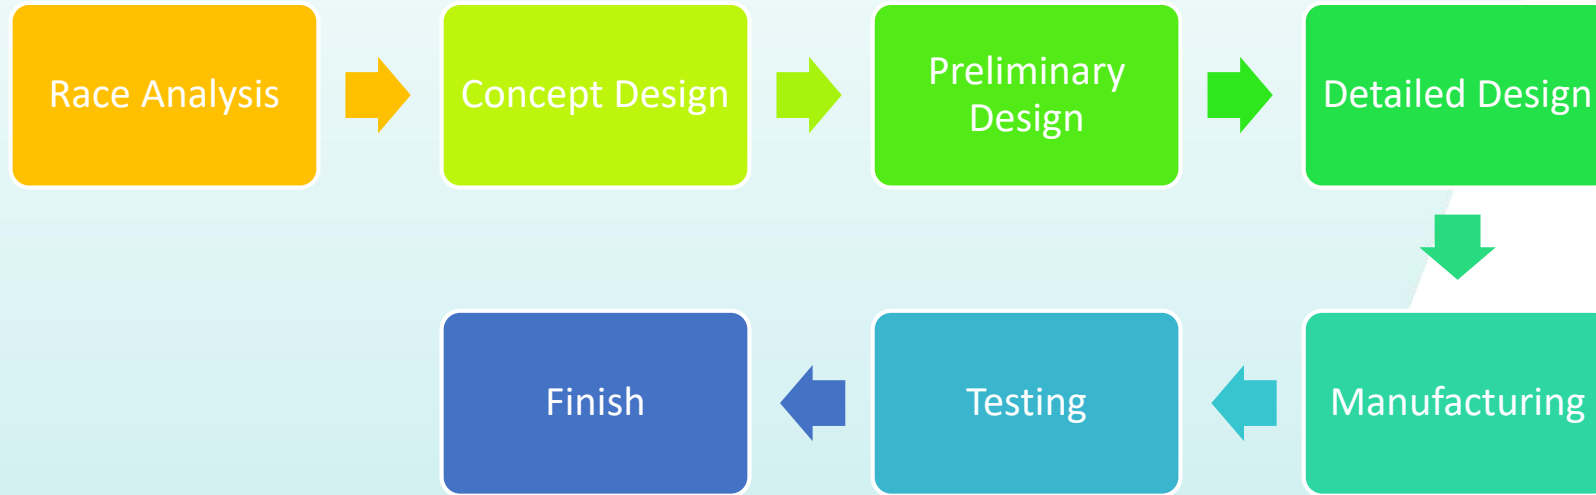 Race Analysis
Concept Design
Preliminary
Design
Detailed Design
Manufacturing
Testing
Finish